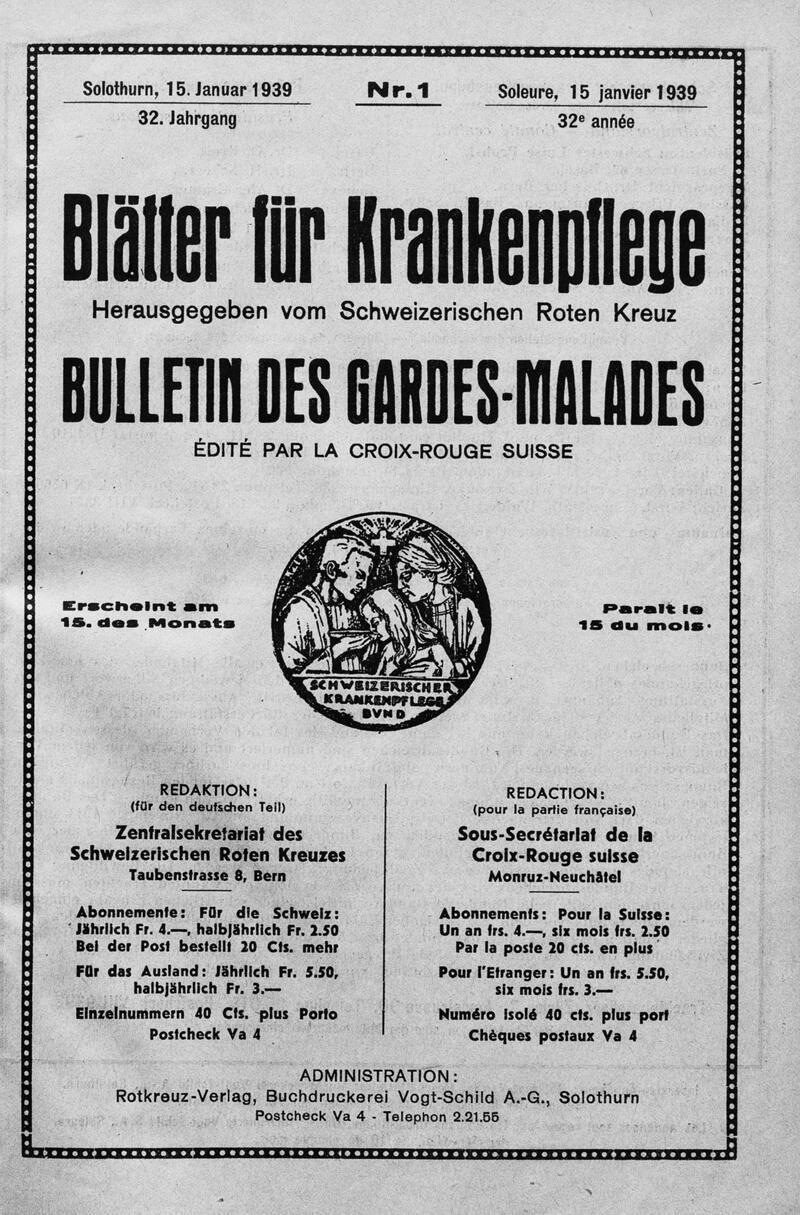 Solothurn, 15. Januar 1939
32. Jahrgang
Nr. 1
Soleure, 15 janvier 1939
32e année
Blätter für Krankenpflege
Herausgegeben vom Schweizerischen Roten Kreuz
BULLETIN DES GARDES-MALADES
ÉDITÉ PAR LA CROIX-ROUGE SUISSE
Erscheint am
15. des Monats
SCHWEIZERISCHER
KRANKENPFLEGE
BVND
Paraît le
15 du mois
REDAKTION:
(für den deutschen Teil)
Zentralsekretariat des
Schweizerischen Roten Kreuzes
Taubenstrasse 8, Bern
Abonnemente: Für die Schweiz:
Jährlich Fr. 4.—, halbjährlich Fr. 2.50
Bei der Post bestellt 20 Cts. mehr
Für das Ausland: Jährlich Fr. 5.50,
halbjährlich Fr. 3.—
Einzelnummern 40 Cts. plus Porto
Postcheck Va 4
REDACTION:
(pour la partie française)
Sous-Secrétariat de la
Croix-Rouge suisse
Monruz-Neuchâtel
Abonnements: Pour la Suisse:
Un an frs. 4.—, six mois frs. 2.50
Par la poste 20 cts. en plus
Pour l'Etranger: Un an frs. 5.50,
six mois frs. 3.—
Numéro isolé 40 cts. plus port
Chèques postaux Va 4
ADMINISTRATION:
Rotkreuz-Verlag, Buchdruckerei Vogt-Schild A.-G., Solothurn
Postcheck Va 4 - Telephon 2.21.55